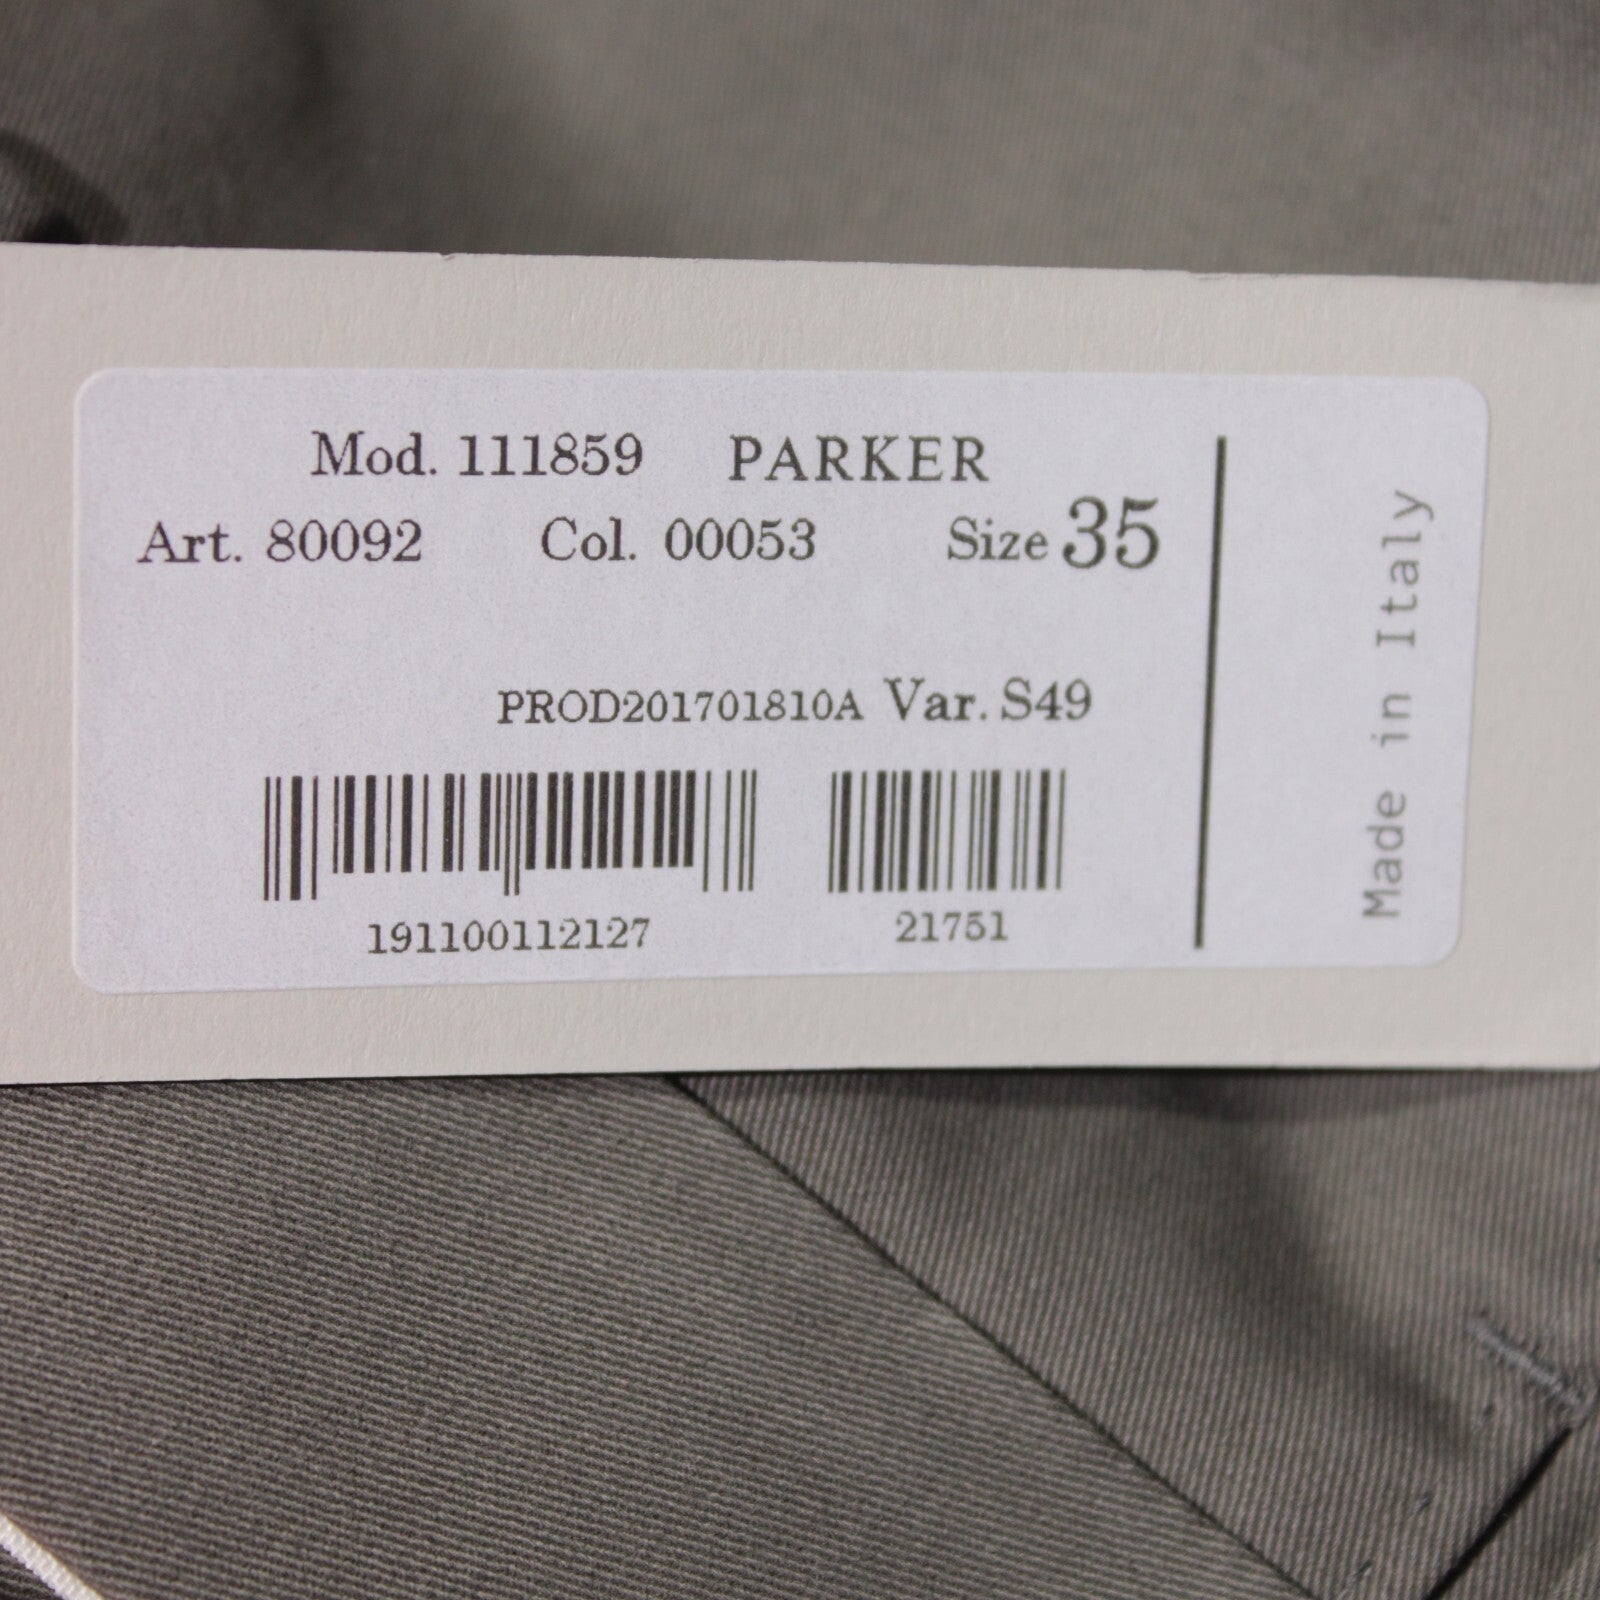 Mod. 111859 PARKER
Art. 80092 Col. 00053 Size 35
PROD201701810A Var. S49
191100112127 21751
Made in Italy